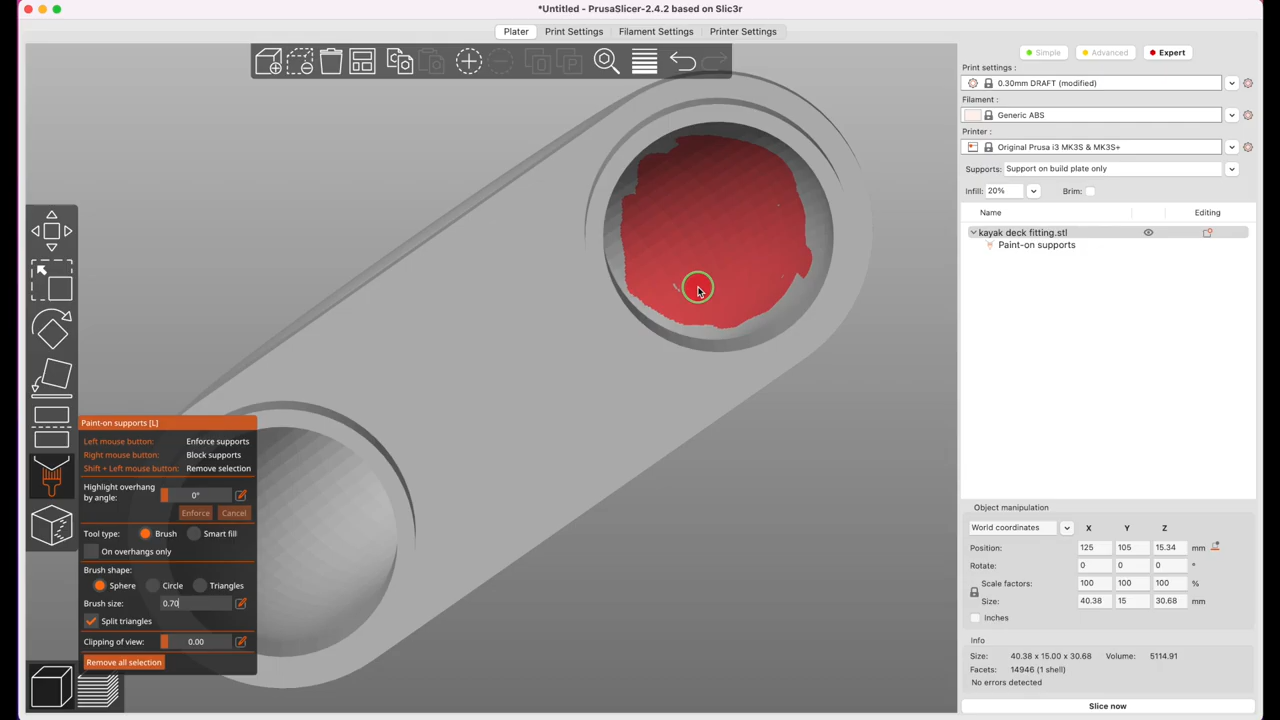 *Untitled - PrusaSlicer-2.4.2 based on Slic3r
Plater Print Settings Filament Settings Printer Settings
Simple Advanced Expert
Print settings :
0.30mm DRAFT (modified)
Filament:
Generic ABS
Printer:
Original Prusa i3 MK3S & MK3S+
Supports: Support on build plate only
Infill: 20% Brim:
Name Editing
kayak deck fitting.stl
Paint-on supports
Paint-on supports [L]
Left mouse button: Enforce supports
Right mouse button: Block supports
Shift + Left mouse button: Remove selection
Highlight overhang
by angle: 0°
Enforce Cancel
Tool type: Brush Smart fill
On overhangs only
Brush shape:
Sphere Circle Triangles
Brush size: 0.70
Split triangles
Clipping of view: 0.00
Remove all selection
Object manipulation
World coordinates X Y Z
Position: 125 105 15.34 mm
Rotate: 0 0 0 °
Scale factors: 100 100 100 %
Size: 40.38 15 30.68 mm
Inches
Info
Size: 40.38 x 15.00 x 30.68 Volume: 5114.91
Facets: 14946 (1 shell)
No errors detected
Slice now